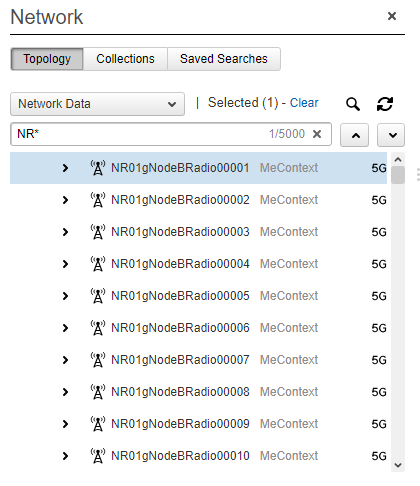 Network
Topology Collections Saved Searches
Network Data | Selected (1) - Clear
NR* 1/5000
NR01gNodeBRadio00001 MeContext 5G
NR01gNodeBRadio00002 MeContext 5G
NR01gNodeBRadio00003 MeContext 5G
NR01gNodeBRadio00004 MeContext 5G
NR01gNodeBRadio00005 MeContext 5G
NR01gNodeBRadio00006 MeContext 5G
NR01gNodeBRadio00007 MeContext 5G
NR01gNodeBRadio00008 MeContext 5G
NR01gNodeBRadio00009 MeContext 5G
NR01gNodeBRadio00010 MeContext 5G